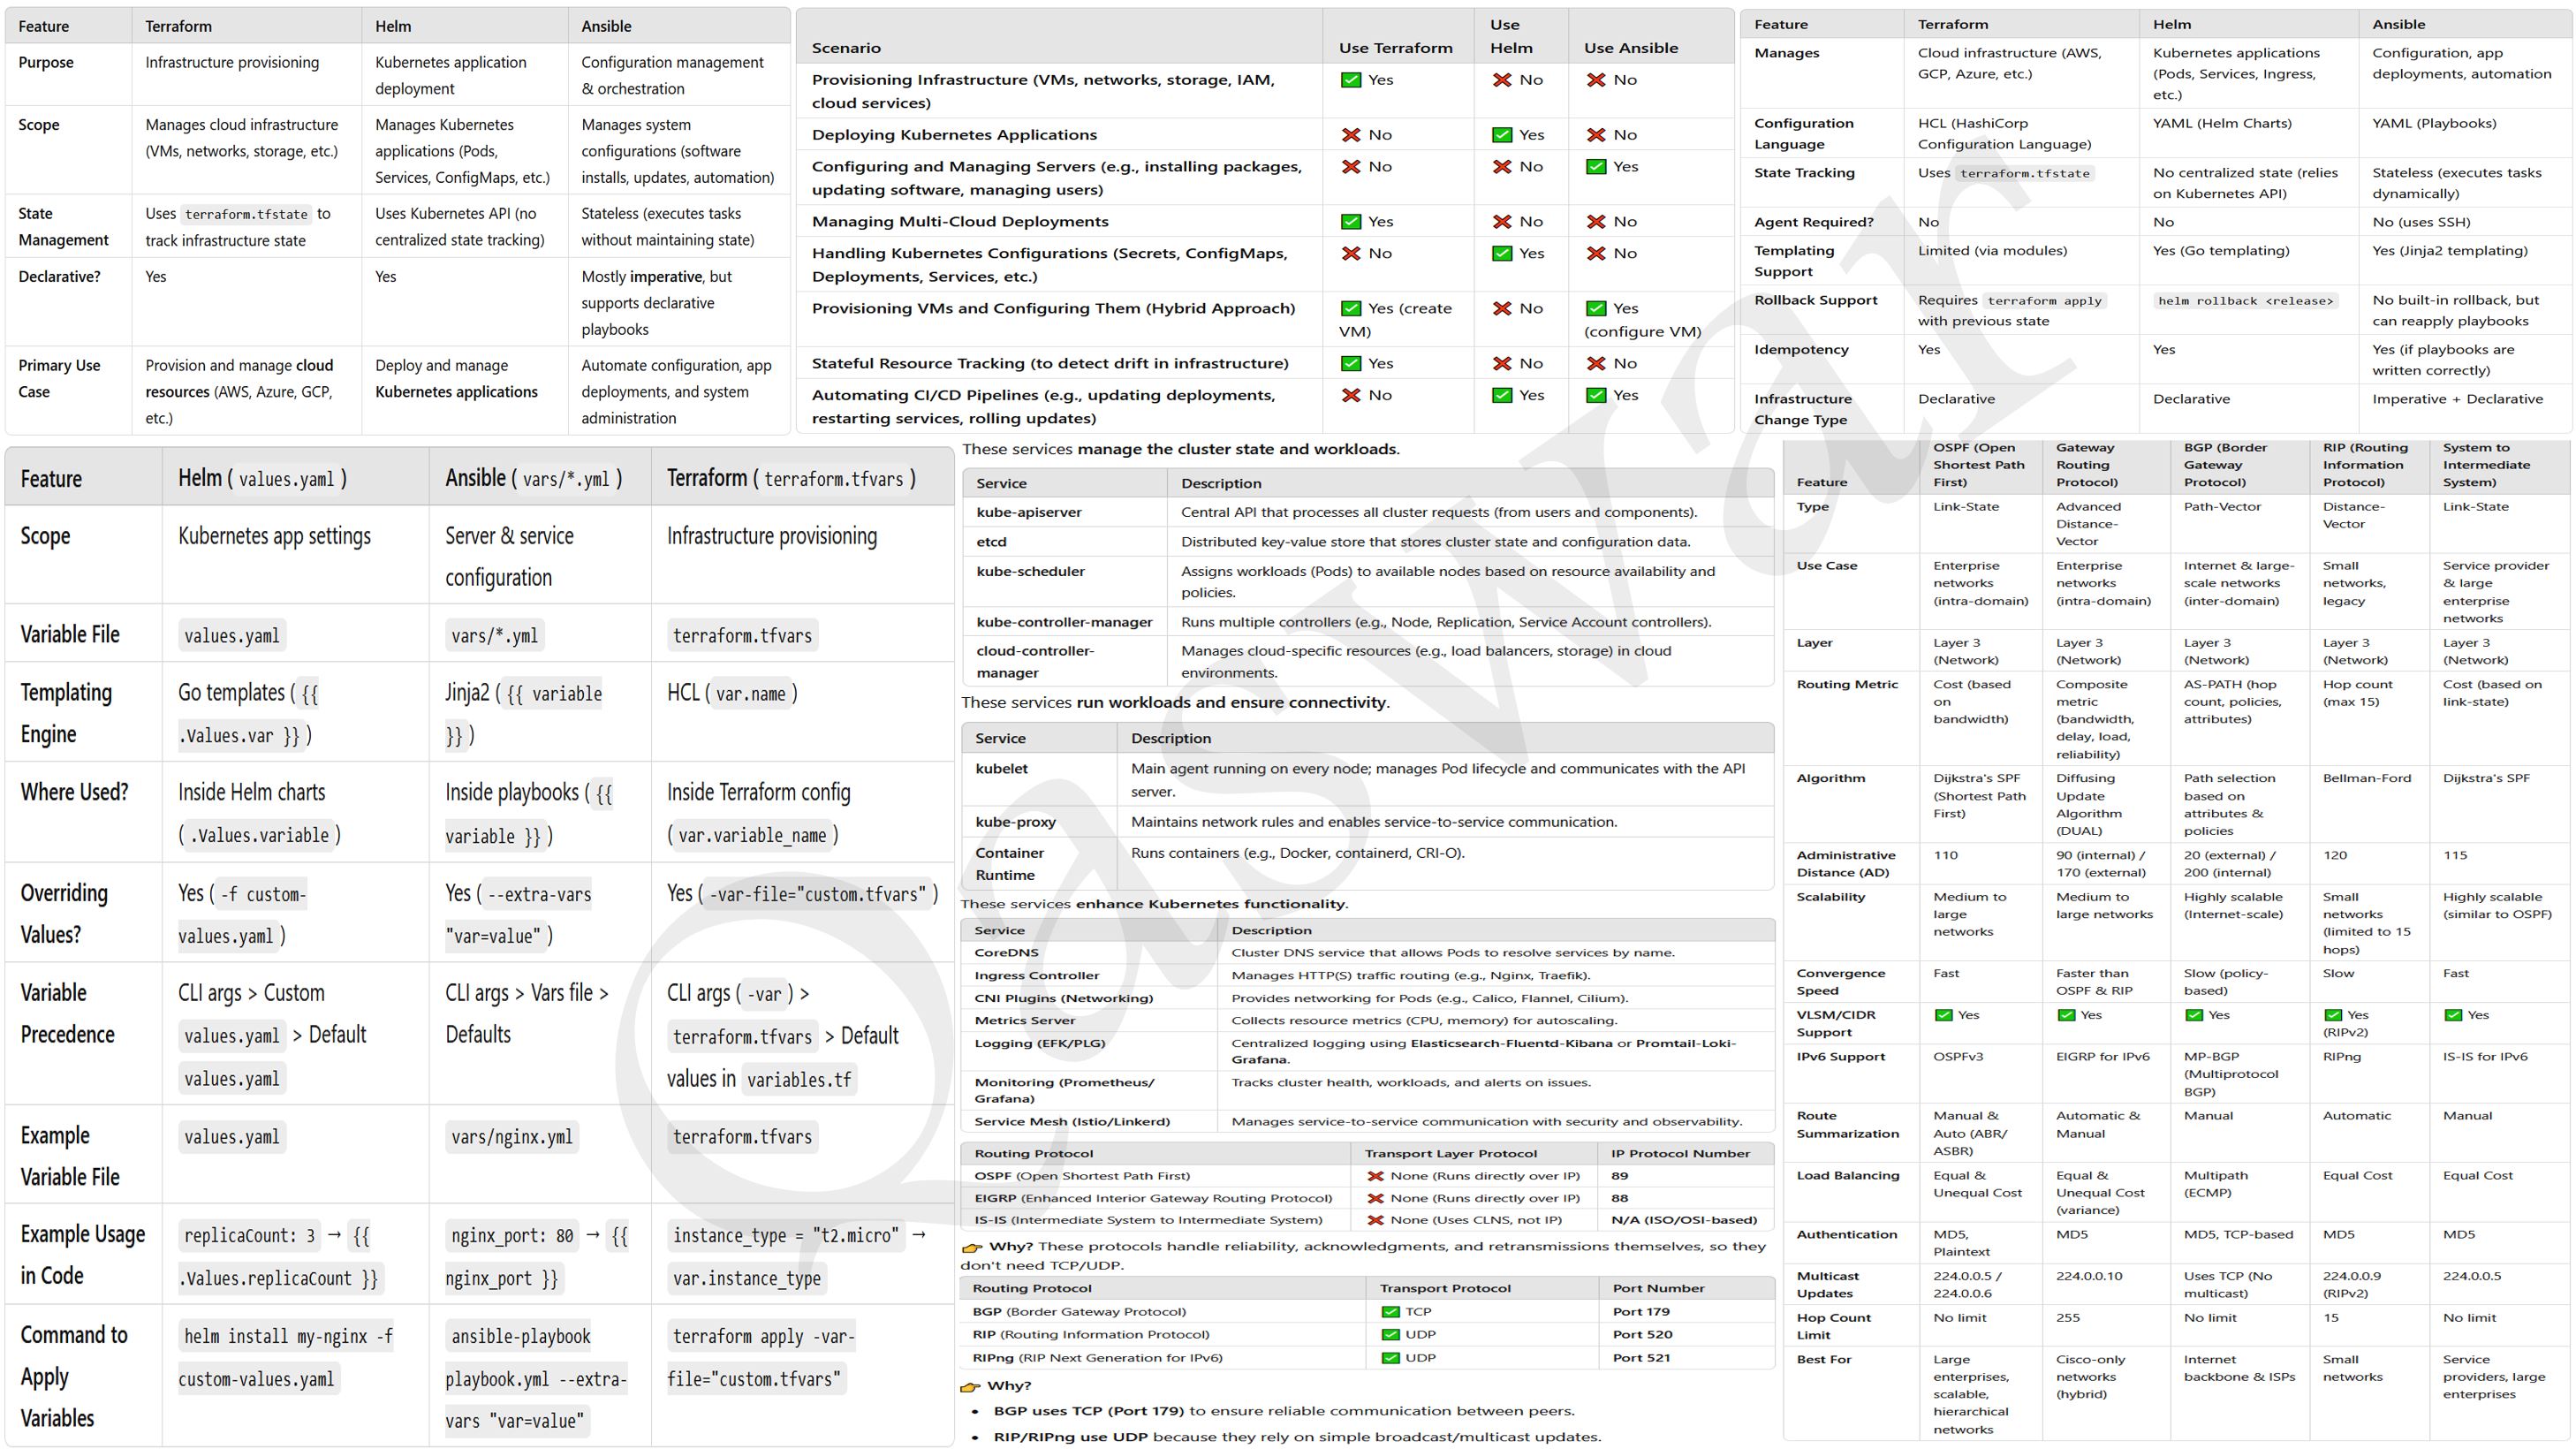 Feature Terraform Helm Ansible
Purpose Infrastructure provisioning Kubernetes application Configuration management
deployment & orchestration
Scope Manages cloud infrastructure Manages Kubernetes Manages system
(VMs, networks, storage, etc.) applications (Pods, configurations (software
Services, ConfigMaps, etc.) installs, updates, automation)
State Uses terraform.tfstate to Uses Kubernetes API (no Stateless (executes tasks
Management track infrastructure state centralized state tracking) without maintaining state)
Declarative? Yes Yes Mostly imperative, but
supports declarative
playbooks
Primary Use Provision and manage cloud Deploy and manage Automate configuration, app
Case resources (AWS, Azure, GCP, Kubernetes applications deployments, and system
etc.) administration
Use
Scenario Use Terraform Helm Use Ansible
Provisioning Infrastructure (VMs, networks, storage, IAM, ✅ Yes ❌ No ❌ No
cloud services)
Deploying Kubernetes Applications ❌ No ✅ Yes ❌ No
Configuring and Managing Servers (e.g., installing packages, ❌ No ❌ No ✅ Yes
updating software, managing users)
Managing Multi-Cloud Deployments ✅ Yes ❌ No ❌ No
Handling Kubernetes Configurations (Secrets, ConfigMaps, ❌ No ✅ Yes ❌ No
Deployments, Services, etc.)
Provisioning VMs and Configuring Them (Hybrid Approach) ✅ Yes (create ❌ No ✅ Yes
VM) (configure VM)
Stateful Resource Tracking (to detect drift in infrastructure) ✅ Yes ❌ No ❌ No
Automating CI/CD Pipelines (e.g., updating deployments, ❌ No ✅ Yes ✅ Yes
restarting services, rolling updates)
Feature Terraform Helm Ansible
Manages Cloud infrastructure (AWS, Kubernetes applications Configuration, app
GCP, Azure, etc.) (Pods, Services, Ingress, deployments, automation
etc.)
Configuration HCL (HashiCorp YAML (Helm Charts) YAML (Playbooks)
Language Configuration Language)
State Tracking Uses terraform.tfstate No centralized state (relies Stateless (executes tasks
on Kubernetes API) dynamically)
Agent Required? No No No (uses SSH)
Templating Limited (via modules) Yes (Go templating) Yes (Jinja2 templating)
Support
Rollback Support Requires terraform apply helm rollback <release> No built-in rollback, but
with previous state can reapply playbooks
Idempotency Yes Yes Yes (if playbooks are
written correctly)
Infrastructure Declarative Declarative Imperative + Declarative
Change Type
Feature Helm ( values.yaml ) Ansible ( vars/*.yml ) Terraform ( terraform.tfvars )
Scope Kubernetes app settings Server & service Infrastructure provisioning
configuration
Variable File values.yaml vars/*.yml terraform.tfvars
Templating Go templates ( {{ Jinja2 ( {{ variable HCL ( var.name )
Engine .Values.var }} ) }} )
Where Used? Inside Helm charts Inside playbooks ( {{ Inside Terraform config
( .Values.variable ) variable }} ) ( var.variable_name )
Overriding Yes ( -f custom- Yes ( --extra-vars Yes ( -var-file="custom.tfvars" )
Values? values.yaml ) "var=value" )
Variable CLI args > Custom CLI args > Vars file > CLI args ( -var ) >
Precedence values.yaml > Default Defaults terraform.tfvars > Default
values.yaml values in variables.tf
Example values.yaml vars/nginx.yml terraform.tfvars
Variable File
Example Usage replicaCount: 3 → {{ nginx_port: 80 → {{ instance_type = "t2.micro" →
in Code .Values.replicaCount }} nginx_port }} var.instance_type
Command to helm install my-nginx -f ansible-playbook terraform apply -var-
Apply custom-values.yaml playbook.yml --extra- file="custom.tfvars"
Variables vars "var=value"
These services manage the cluster state and workloads.
Service Description
kube-apiserver Central API that processes all cluster requests (from users and components).
etcd Distributed key-value store that stores cluster state and configuration data.
kube-scheduler Assigns workloads (Pods) to available nodes based on resource availability and
policies.
kube-controller-manager Runs multiple controllers (e.g., Node, Replication, Service Account controllers).
cloud-controller- Manages cloud-specific resources (e.g., load balancers, storage) in cloud
manager environments.
These services run workloads and ensure connectivity.
Service Description
kubelet Main agent running on every node; manages Pod lifecycle and communicates with the API
server.
kube-proxy Maintains network rules and enables service-to-service communication.
Container Runs containers (e.g., Docker, containerd, CRI-O).
Runtime
These services enhance Kubernetes functionality.
Service Description
CoreDNS Cluster DNS service that allows Pods to resolve services by name.
Ingress Controller Manages HTTP(S) traffic routing (e.g., Nginx, Traefik).
CNI Plugins (Networking) Provides networking for Pods (e.g., Calico, Flannel, Cilium).
Metrics Server Collects resource metrics (CPU, memory) for autoscaling.
Logging (EFK/PLG) Centralized logging using Elasticsearch-Fluentd-Kibana or Promtail-Loki-
Grafana.
Monitoring (Prometheus/ Tracks cluster health, workloads, and alerts on issues.
Grafana)
Service Mesh (Istio/Linkerd) Manages service-to-service communication with security and observability.
Routing Protocol Transport Layer Protocol IP Protocol Number
OSPF (Open Shortest Path First) ❌ None (Runs directly over IP) 89
EIGRP (Enhanced Interior Gateway Routing Protocol) ❌ None (Runs directly over IP) 88
IS-IS (Intermediate System to Intermediate System) ❌ None (Uses CLNS, not IP) N/A (ISO/OSI-based)
👉 Why? These protocols handle reliability, acknowledgments, and retransmissions themselves, so they
don't need TCP/UDP.
Routing Protocol Transport Protocol Port Number
BGP (Border Gateway Protocol) ✅ TCP Port 179
RIP (Routing Information Protocol) ✅ UDP Port 520
RIPng (RIP Next Generation for IPv6) ✅ UDP Port 521
👉 Why?
• BGP uses TCP (Port 179) to ensure reliable communication between peers.
• RIP/RIPng use UDP because they rely on simple broadcast/multicast updates.
OSPF (Open Gateway BGP (Border RIP (Routing System to
Shortest Path Routing Gateway Information Intermediate
Feature First) Protocol) Protocol) Protocol) System)
Type Link-State Advanced Path-Vector Distance- Link-State
Distance- Vector
Vector
Use Case Enterprise Enterprise Internet & large- Small Service provider
networks networks scale networks networks, & large
(intra-domain) (intra-domain) (inter-domain) legacy enterprise
networks
Layer Layer 3 Layer 3 Layer 3 Layer 3 Layer 3
(Network) (Network) (Network) (Network) (Network)
Routing Metric Cost (based Composite AS-PATH (hop Hop count Cost (based on
on metric count, policies, (max 15) link-state)
bandwidth) (bandwidth, attributes)
delay, load,
reliability)
Algorithm Dijkstra's SPF Diffusing Path selection Bellman-Ford Dijkstra's SPF
(Shortest Path Update based on
First) Algorithm attributes &
(DUAL) policies
Administrative 110 90 (internal) / 20 (external) / 120 115
Distance (AD) 170 (external) 200 (internal)
Scalability Medium to Medium to Highly scalable Small Highly scalable
large large networks (Internet-scale) networks (similar to OSPF)
networks (limited to 15
hops)
Convergence Fast Faster than Slow (policy- Slow Fast
Speed OSPF & RIP based)
VLSM/CIDR ✅ Yes ✅ Yes ✅ Yes ✅ Yes ✅ Yes
Support (RIPv2)
IPv6 Support OSPFv3 EIGRP for IPv6 MP-BGP RIPng IS-IS for IPv6
(Multiprotocol
BGP)
Route Manual & Automatic & Manual Automatic Manual
Summarization Auto (ABR/ Manual
ASBR)
Load Balancing Equal & Equal & Multipath Equal Cost Equal Cost
Unequal Cost Unequal Cost (ECMP)
(variance)
Authentication MD5, MD5 MD5, TCP-based MD5 MD5
Plaintext
Multicast 224.0.0.5 / 224.0.0.10 Uses TCP (No 224.0.0.9 224.0.0.5
Updates 224.0.0.6 multicast) (RIPv2)
Hop Count No limit 255 No limit 15 No limit
Limit
Best For Large Cisco-only Internet Small Service
enterprises, networks backbone & ISPs networks providers, large
scalable, (hybrid) enterprises
hierarchical
networks
Qaswar